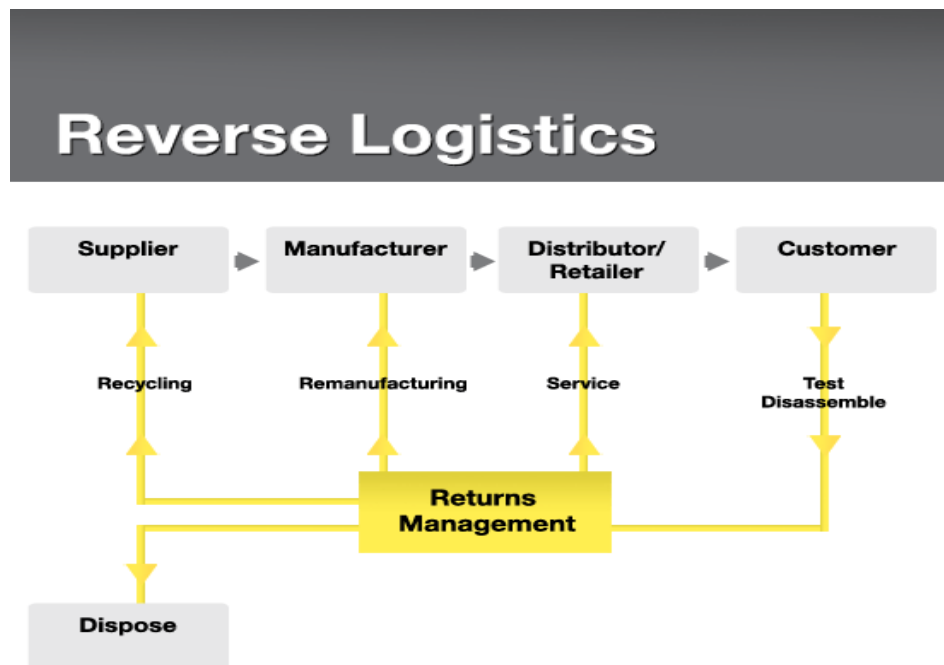 Reverse Logistics
Supplier
Manufacturer
Distributor/
Retailer
Customer
Recycling
Remanufacturing
Service
Test
Disassemble
Returns
Management
Dispose